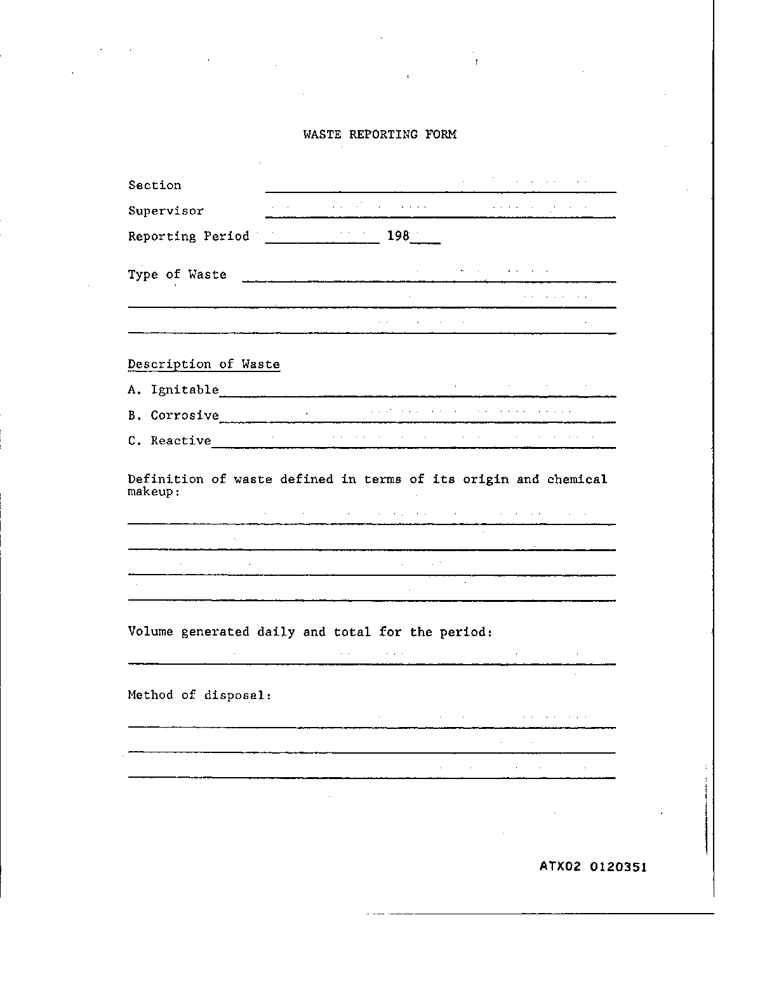 WASTE REPORTING FORM
Section
Supervisor
Reporting Period 198
Type of Waste
Description of Waste
A. Ignitable
B. Corrosive
C. Reactive
Definition of waste defined in terms of its origin and chemical
makeup:
Volume generated daily and total for the period:
Method of disposal:
ATX02 0120351